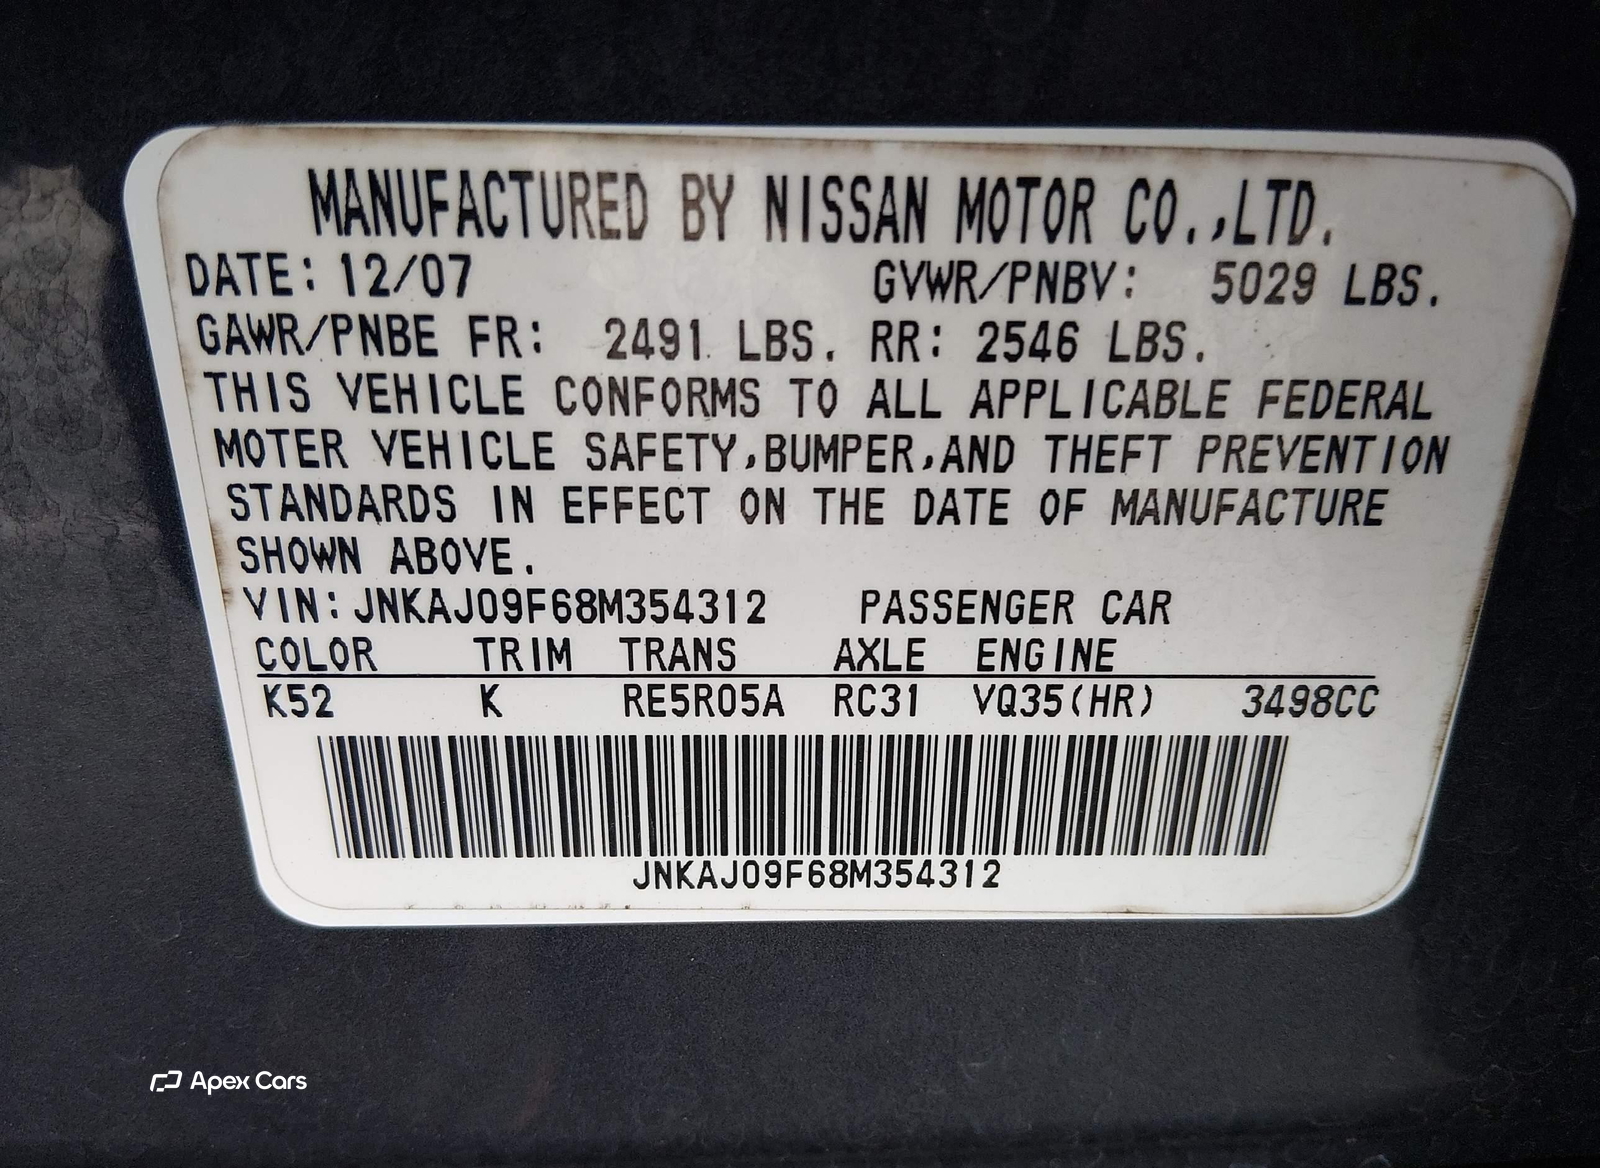 MANUFACTURED BY NISSAN MOTOR CO.,LTD.
DATE: 12/07 GVWR/PNBV: 5029 LBS.
GAWR/PNBE FR: 2491 LBS. RR: 2546 LBS.
THIS VEHICLE CONFORMS TO ALL APPLICABLE FEDERAL
MOTER VEHICLE SAFETY,BUMPER,AND THEFT PREVENTION
STANDARDS IN EFFECT ON THE DATE OF MANUFACTURE
SHOWN ABOVE.
VIN:JNKAJ09F68M354312 PASSENGER CAR
COLOR TRIM TRANS AXLE ENGINE
K52 K RE5R05A RC31 VQ35(HR) 3498CC
JNKAJ09F68M354312
Apex Cars